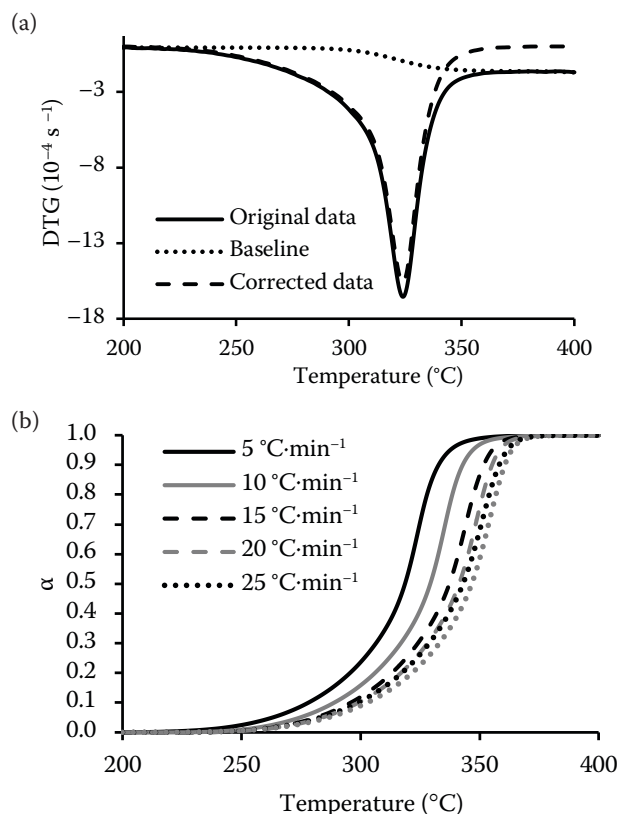 (a)
DTG (10⁻⁴ s⁻¹)
−3
−8
−13
−18
Original data
Baseline
Corrected data
200 250 300 350 400
Temperature (°C)
(b)
α
1.0
0.9
0.8
0.7
0.6
0.5
0.4
0.3
0.2
0.1
0.0
5 °C·min⁻¹
10 °C·min⁻¹
15 °C·min⁻¹
20 °C·min⁻¹
25 °C·min⁻¹
200 250 300 350 400
Temperature (°C)